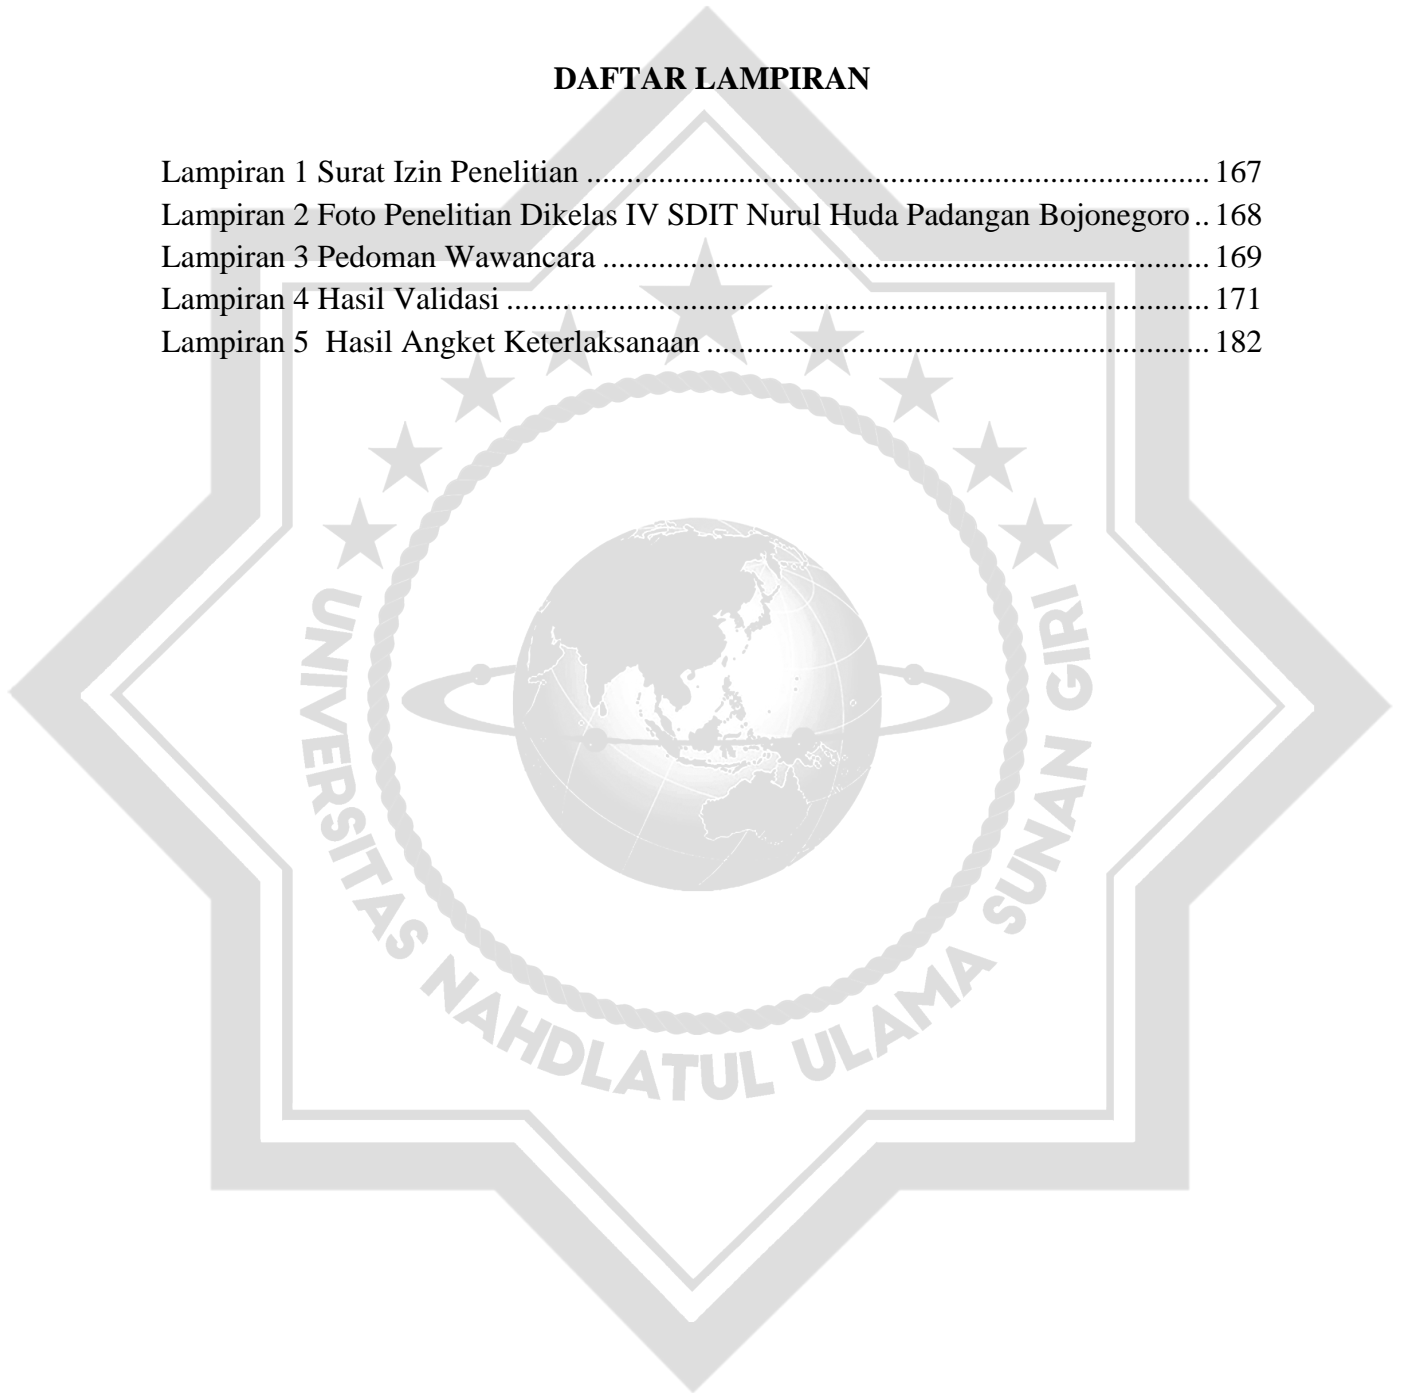 DAFTAR LAMPIRAN
Lampiran 1 Surat Izin Penelitian ............................................................................ 167
Lampiran 2 Foto Penelitian Dikelas IV SDIT Nurul Huda Padangan Bojonegoro .. 168
Lampiran 3 Pedoman Wawancara .......................................................................... 169
Lampiran 4 Hasil Validasi ...................................................................................... 171
Lampiran 5  Hasil Angket Keterlaksanaan ............................................................. 182
UNIVERSITAS NAHDLATUL ULAMA SUNAN GIRI